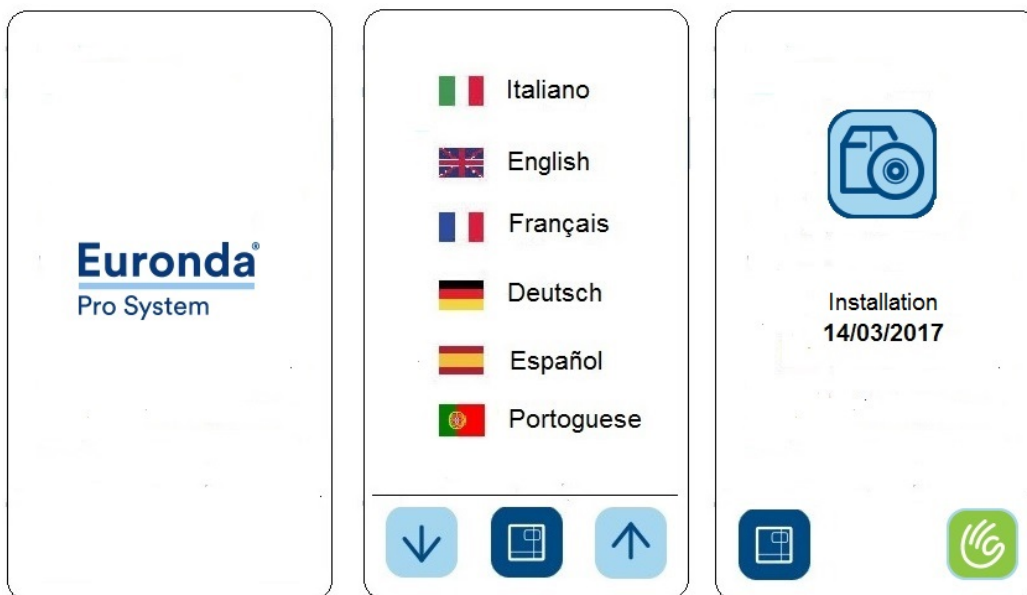 Euronda®
Pro System
Italiano
English
Français
Deutsch
Español
Portoguese
Installation
14/03/2017